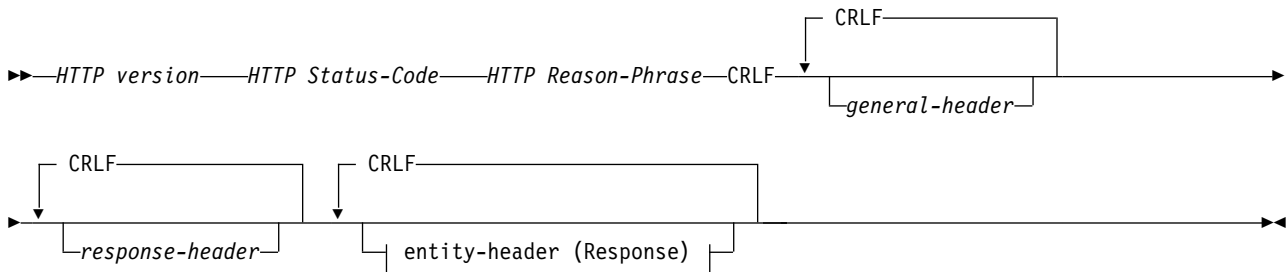 CRLF
HTTP version HTTP Status-Code HTTP Reason-Phrase CRLF
general-header
CRLF CRLF
response-header entity-header (Response)